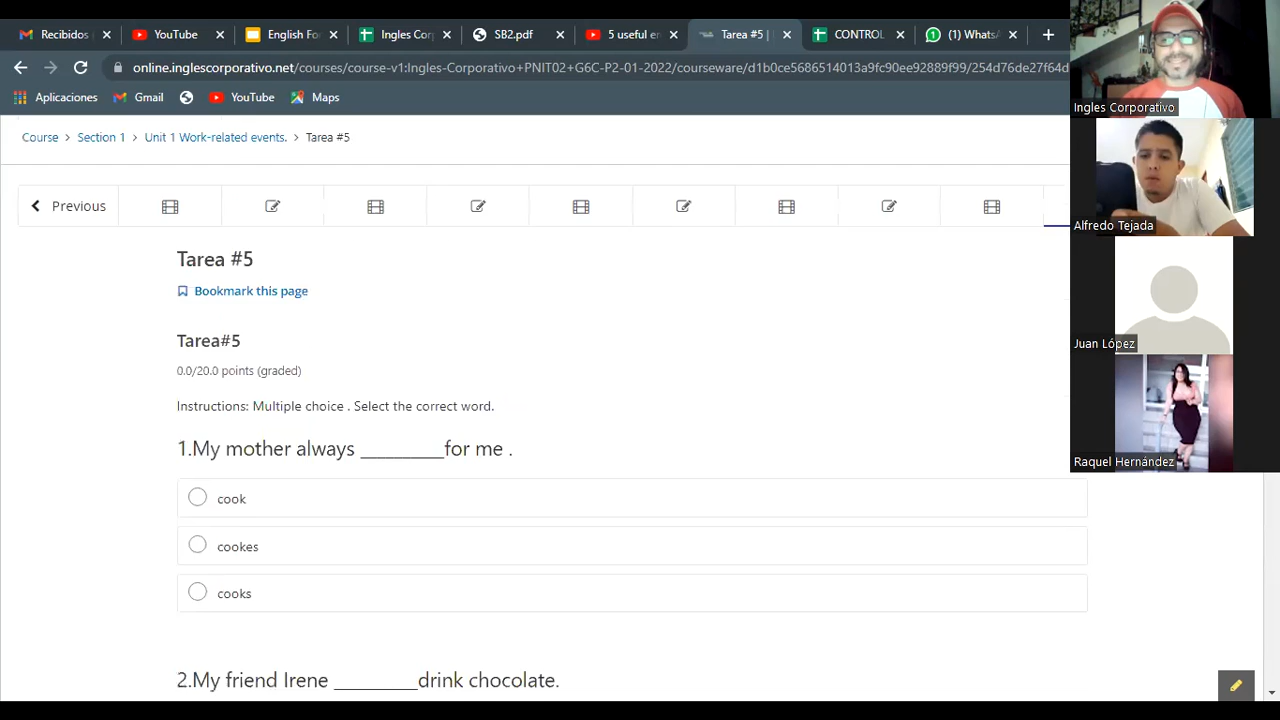 Recibidos
YouTube
English Fo
Ingles Cor
SB2.pdf
5 useful e
Tarea #5 |
CONTROL
(1) Whats
online.inglescorporativo.net/courses/course-v1:Ingles-Corporativo+PNIT02+G6C-P2-01-2022/courseware/d1b0ce5686514013a9fc90ee92889f99/254d76de27f64d
Aplicaciones
Gmail
YouTube
Maps
Ingles Corporativo
Course > Section 1 > Unit 1 Work-related events. > Tarea #5
Previous
Alfredo Tejada
Tarea #5
Bookmark this page
Tarea#5
Juan López
0.0/20.0 points (graded)
Instructions: Multiple choice . Select the correct word.
1.My mother always __________for me .
Raquel Hernández
cook
cookes
cooks
2.My friend Irene __________drink chocolate.